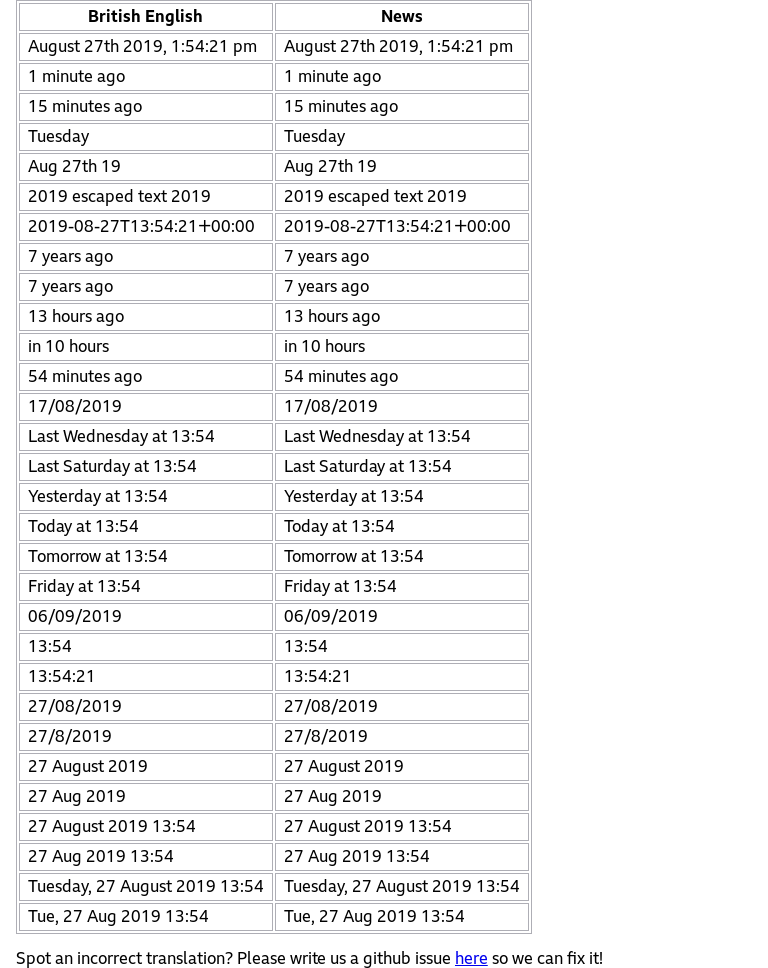 British English News
August 27th 2019, 1:54:21 pm August 27th 2019, 1:54:21 pm
1 minute ago 1 minute ago
15 minutes ago 15 minutes ago
Tuesday Tuesday
Aug 27th 19 Aug 27th 19
2019 escaped text 2019 2019 escaped text 2019
2019-08-27T13:54:21+00:00 2019-08-27T13:54:21+00:00
7 years ago 7 years ago
7 years ago 7 years ago
13 hours ago 13 hours ago
in 10 hours in 10 hours
54 minutes ago 54 minutes ago
17/08/2019 17/08/2019
Last Wednesday at 13:54 Last Wednesday at 13:54
Last Saturday at 13:54 Last Saturday at 13:54
Yesterday at 13:54 Yesterday at 13:54
Today at 13:54 Today at 13:54
Tomorrow at 13:54 Tomorrow at 13:54
Friday at 13:54 Friday at 13:54
06/09/2019 06/09/2019
13:54 13:54
13:54:21 13:54:21
27/08/2019 27/08/2019
27/8/2019 27/8/2019
27 August 2019 27 August 2019
27 Aug 2019 27 Aug 2019
27 August 2019 13:54 27 August 2019 13:54
27 Aug 2019 13:54 27 Aug 2019 13:54
Tuesday, 27 August 2019 13:54 Tuesday, 27 August 2019 13:54
Tue, 27 Aug 2019 13:54 Tue, 27 Aug 2019 13:54
Spot an incorrect translation? Please write us a github issue here so we can fix it!